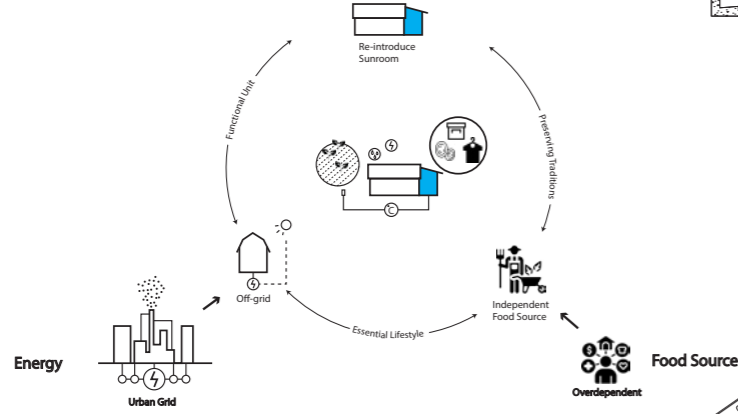 Re-introduce
Sunroom
Functional Unit
Preserving Traditions
°C
Off-grid
Independent
Food Source
Essential Lifestyle
Energy
Urban Grid
$
Overdependent
Food Source